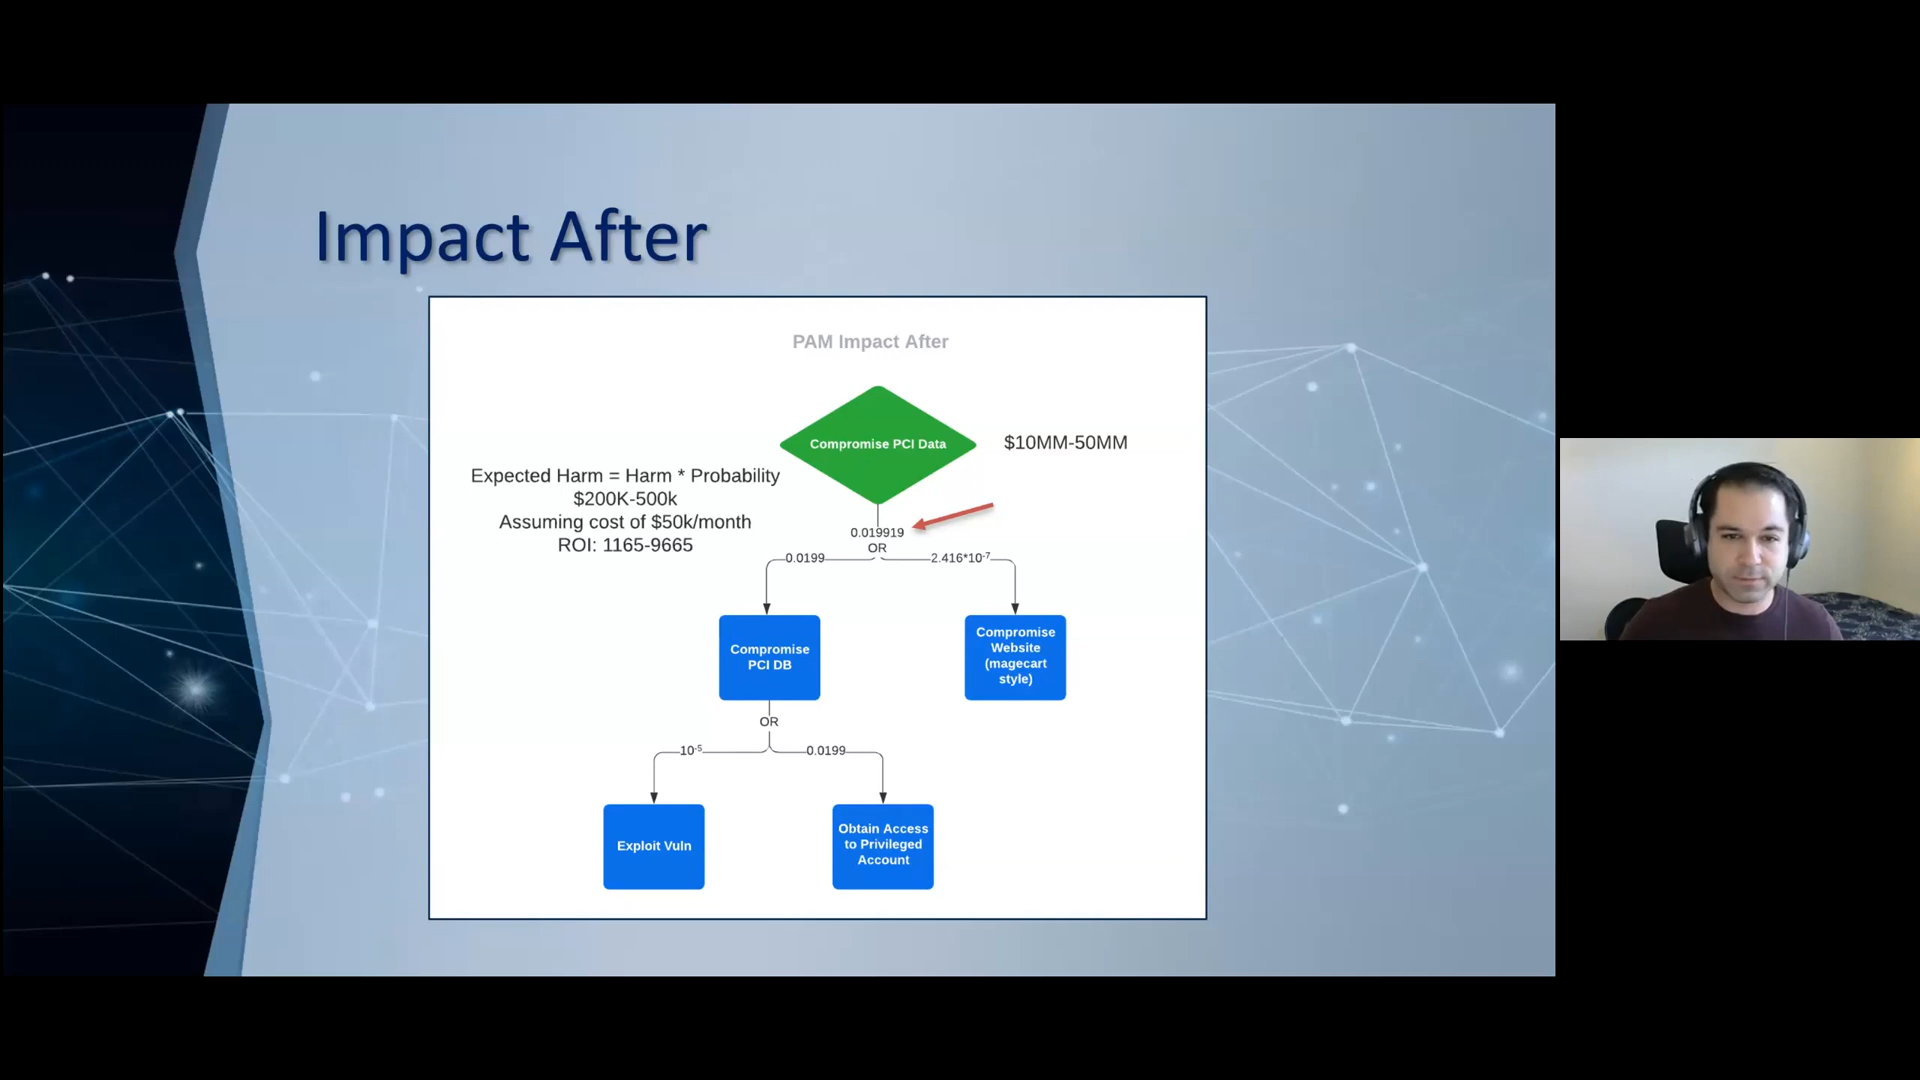 Impact After
PAM Impact After
Compromise PCI Data
$10MM-50MM
Expected Harm = Harm * Probability
$200K-500k
Assuming cost of $50k/month
ROI: 1165-9665
0.019919
OR
0.0199
2.416*10-7
Compromise
PCI DB
Compromise
Website
(magecart
style)
OR
10-5
0.0199
Exploit Vuln
Obtain Access
to Privileged
Account